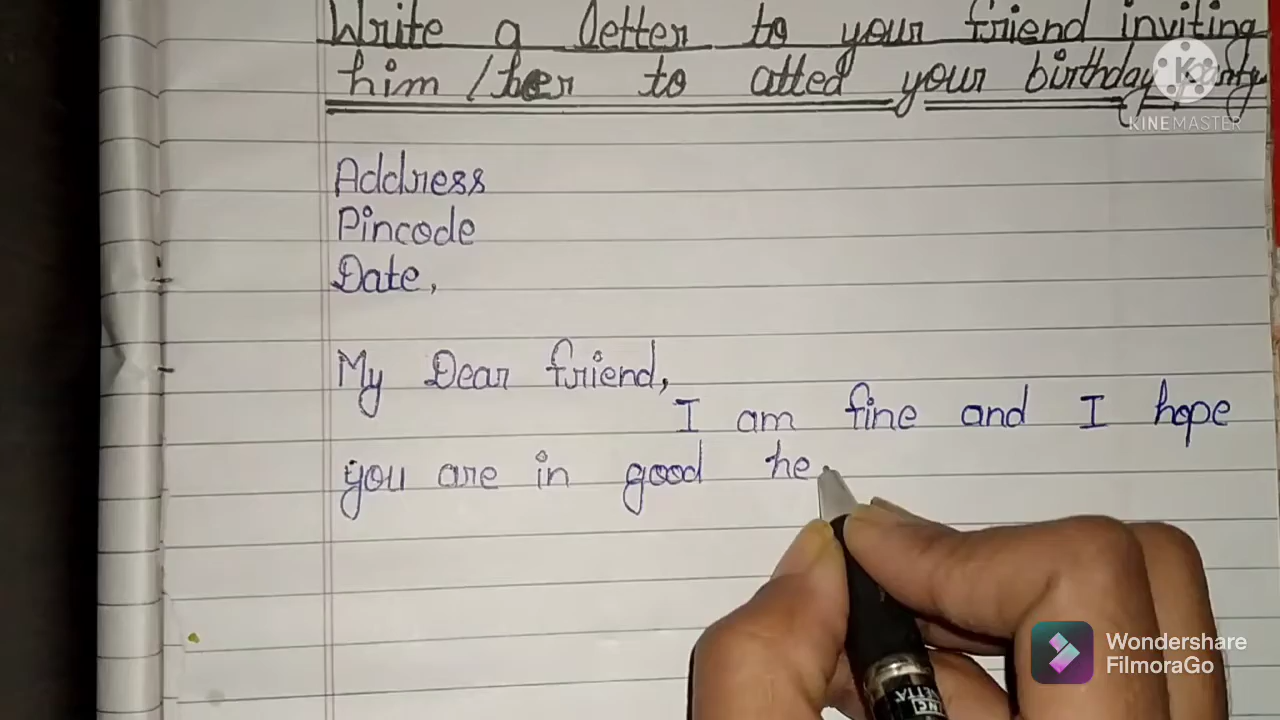 Write a letter to your friend inviting
him / her to atted your birthday party
KINEMASTER
Address
Pincode
Date,
My Dear friend,
I am fine and I hope
you are in good he
Wondershare
FilmoraGo